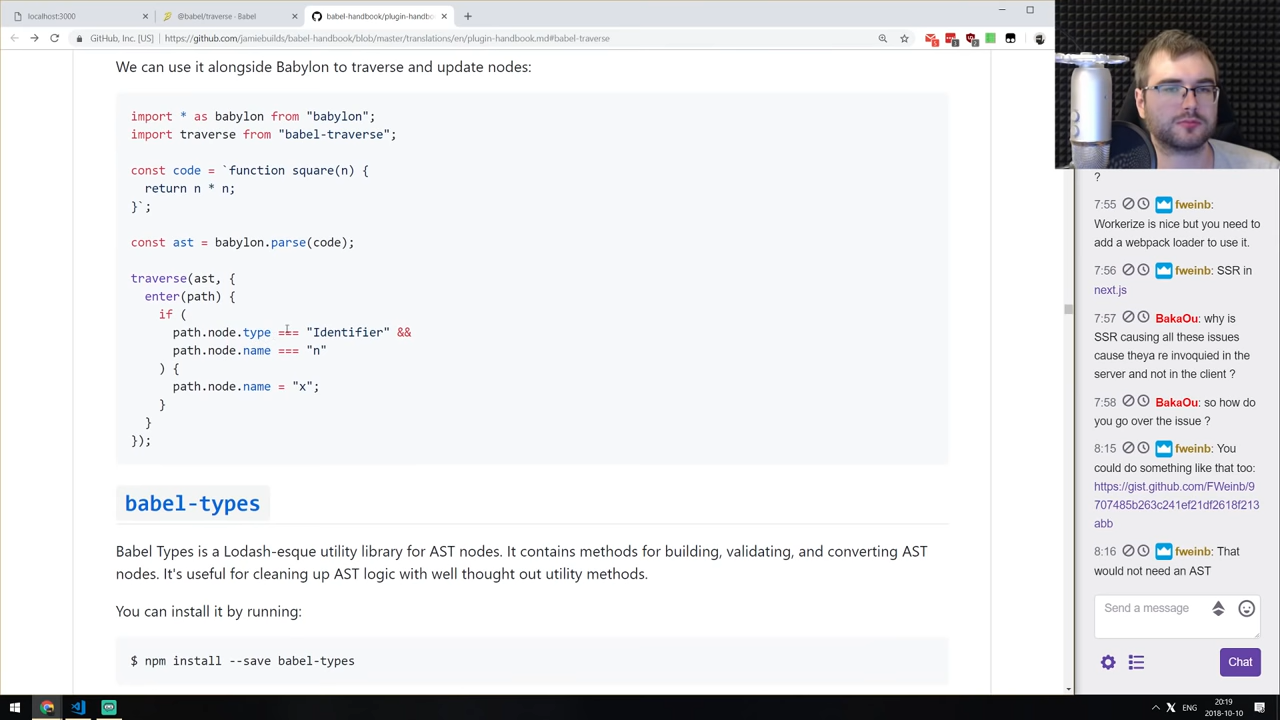 localhost:3000
@babel/traverse · Babel
babel-handbook/plugin-handbo
GitHub, Inc. [US]
https://github.com/jamiebuilds/babel-handbook/blob/master/translations/en/plugin-handbook.md#babel-traverse
We can use it alongside Babylon to traverse and update nodes:
import * as babylon from "babylon";
import traverse from "babel-traverse";
const code = `function square(n) {
return n * n;
}`;
const ast = babylon.parse(code);
traverse(ast, {
enter(path) {
if (
path.node.type === "Identifier" &&
path.node.name === "n"
) {
path.node.name = "x";
}
}
});
babel-types
Babel Types is a Lodash-esque utility library for AST nodes. It contains methods for building, validating, and converting AST
nodes. It's useful for cleaning up AST logic with well thought out utility methods.
You can install it by running:
$ npm install --save babel-types
?
7:55 fweinb:
Workerize is nice but you need to
add a webpack loader to use it.
7:56 fweinb: SSR in
next.js
7:57 BakaOu: why is
SSR causing all these issues
cause theya re invoquied in the
server and not in the client ?
7:58 BakaOu: so how do
you go over the issue ?
8:15 fweinb: You
could do something like that too:
https://gist.github.com/FWeinb/9
707485b263c241ef21df2618f213
abb
8:16 fweinb: That
would not need an AST
Send a message
Chat
ENG
20:19
2018-10-10